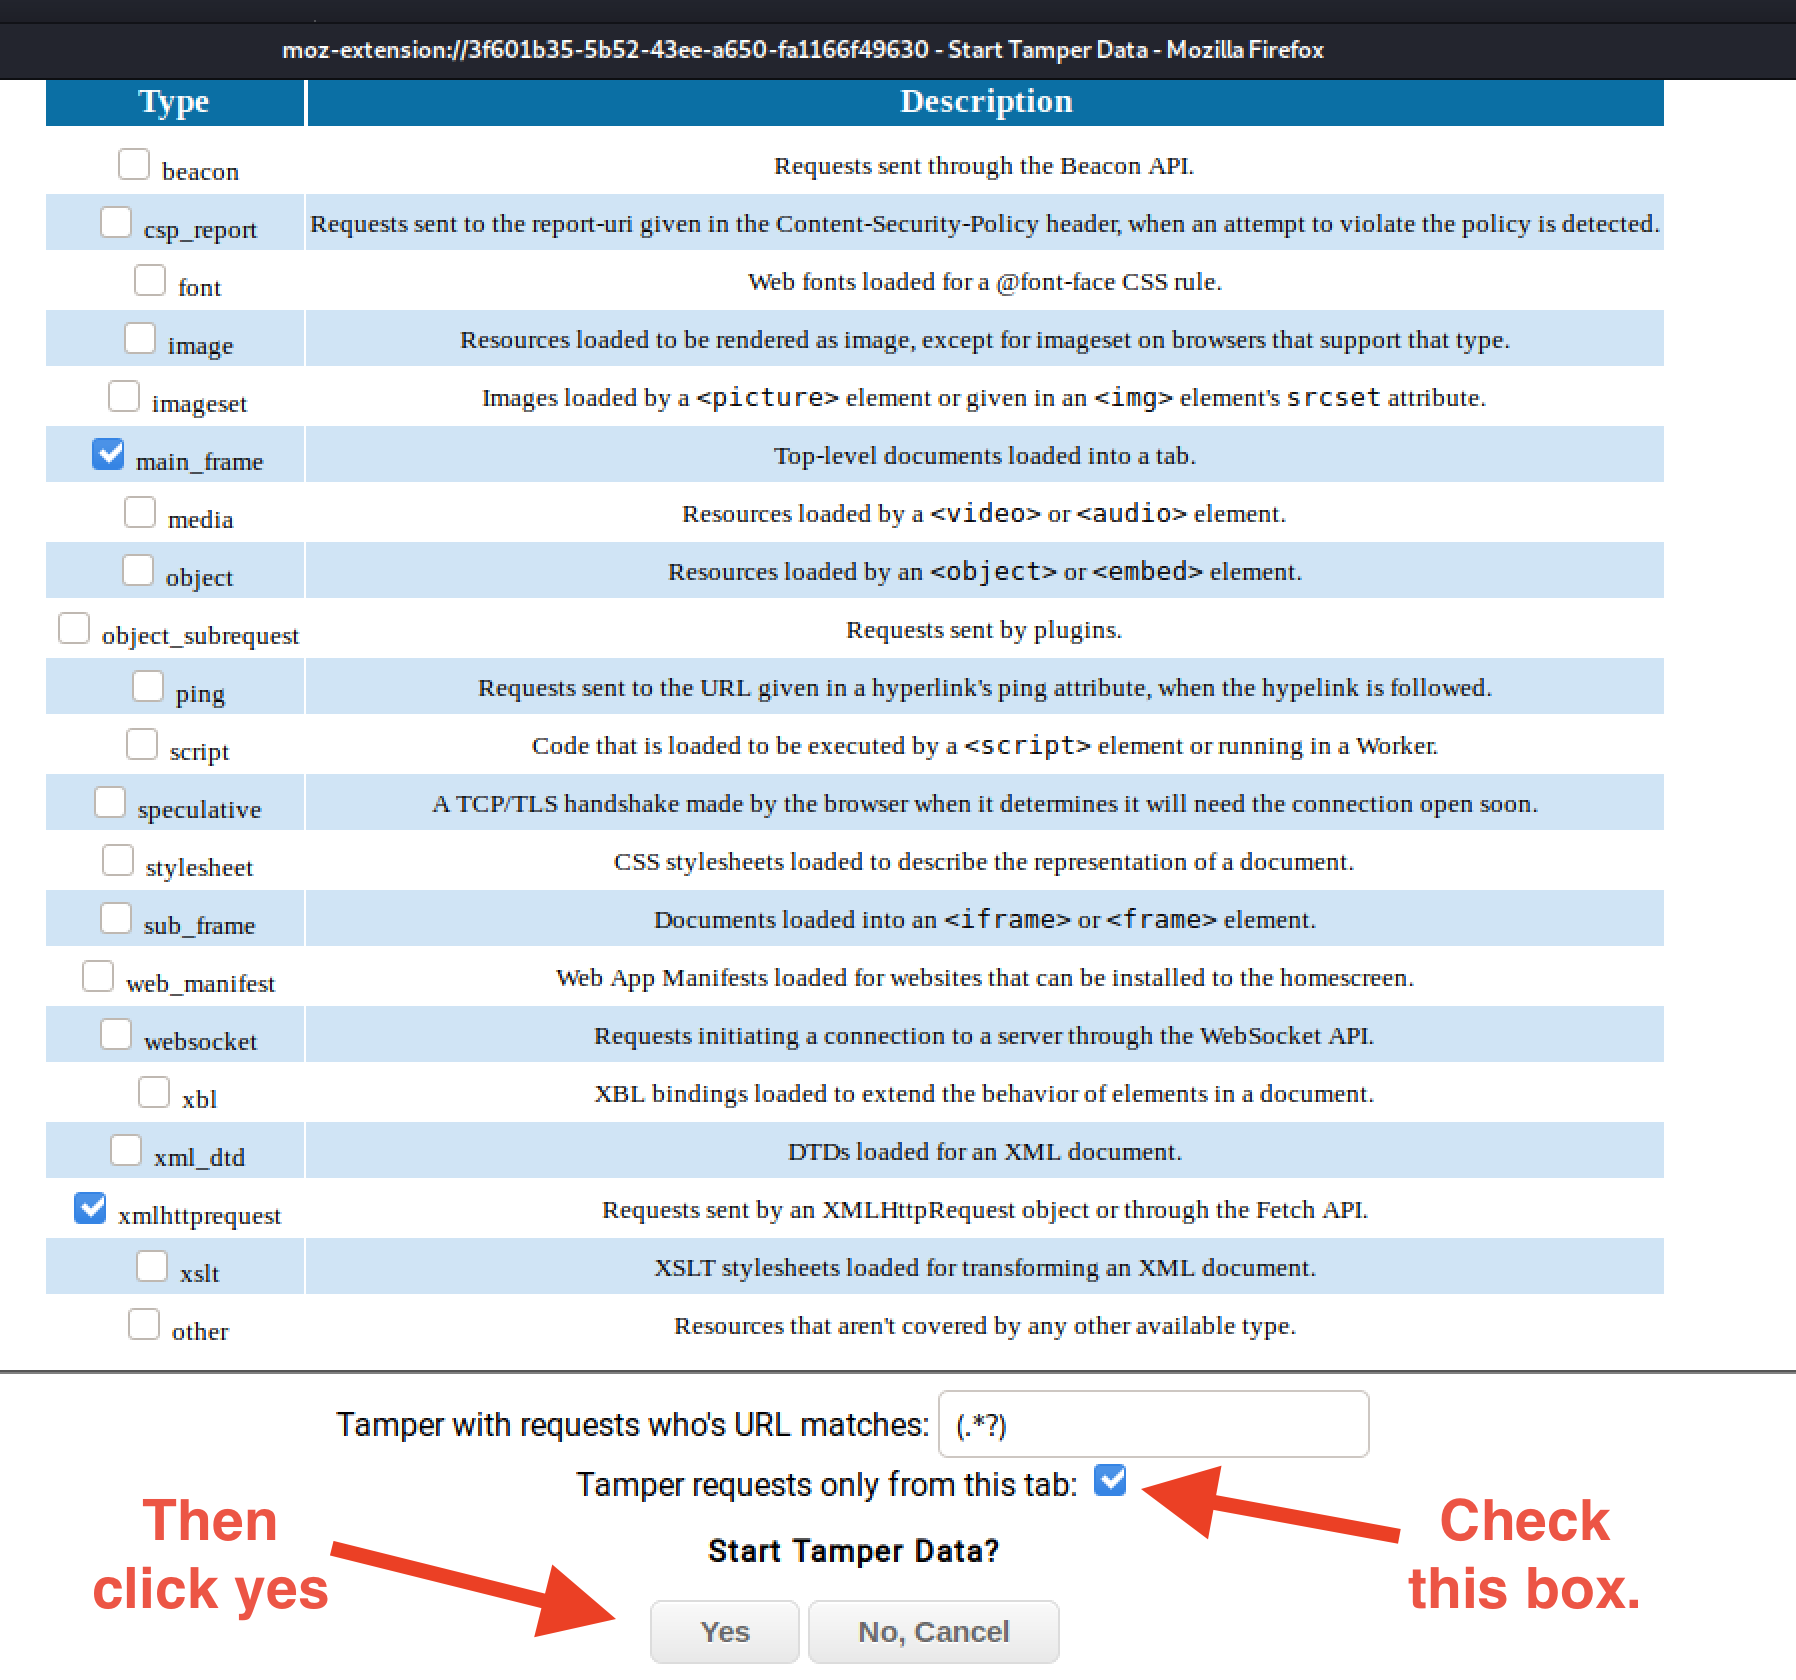 moz-extension://3f601b35-5b52-43ee-a650-fa1166f49630 - Start Tamper Data - Mozilla Firefox
Type Description
beacon Requests sent through the Beacon API.
csp_report Requests sent to the report-uri given in the Content-Security-Policy header, when an attempt to violate the policy is detected.
font Web fonts loaded for a @font-face CSS rule.
image Resources loaded to be rendered as image, except for imageset on browsers that support that type.
imageset Images loaded by a <picture> element or given in an <img> element's srcset attribute.
main_frame Top-level documents loaded into a tab.
media Resources loaded by a <video> or <audio> element.
object Resources loaded by an <object> or <embed> element.
object_subrequest Requests sent by plugins.
ping Requests sent to the URL given in a hyperlink's ping attribute, when the hypelink is followed.
script Code that is loaded to be executed by a <script> element or running in a Worker.
speculative A TCP/TLS handshake made by the browser when it determines it will need the connection open soon.
stylesheet CSS stylesheets loaded to describe the representation of a document.
sub_frame Documents loaded into an <iframe> or <frame> element.
web_manifest Web App Manifests loaded for websites that can be installed to the homescreen.
websocket Requests initiating a connection to a server through the WebSocket API.
xbl XBL bindings loaded to extend the behavior of elements in a document.
xml_dtd DTDs loaded for an XML document.
xmlhttprequest Requests sent by an XMLHttpRequest object or through the Fetch API.
xslt XSLT stylesheets loaded for transforming an XML document.
other Resources that aren't covered by any other available type.
Tamper with requests who's URL matches: (.*?)
Tamper requests only from this tab:
Then
click yes
Check
this box.
Start Tamper Data?
Yes No, Cancel